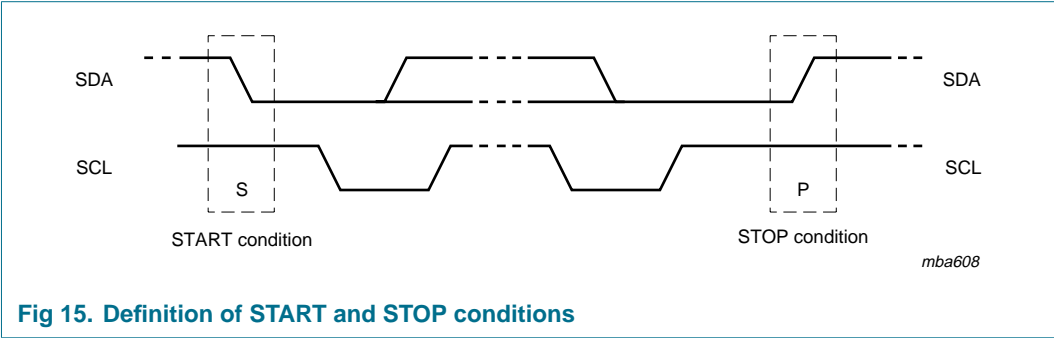 SDA
SDA
SCL
SCL
S
P
START condition
STOP condition
mba608
Fig 15. Definition of START and STOP conditions